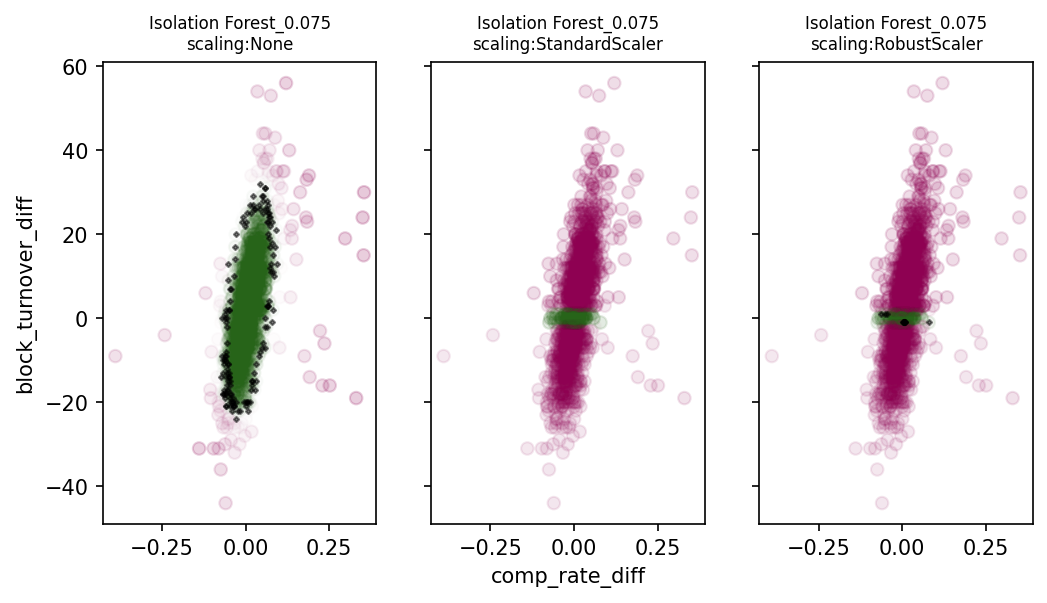 Isolation Forest_0.075
scaling:None
Isolation Forest_0.075
scaling:StandardScaler
Isolation Forest_0.075
scaling:RobustScaler
60
40
20
0
−20
−40
block_turnover_diff
−0.25 0.00 0.25
−0.25 0.00 0.25
−0.25 0.00 0.25
comp_rate_diff